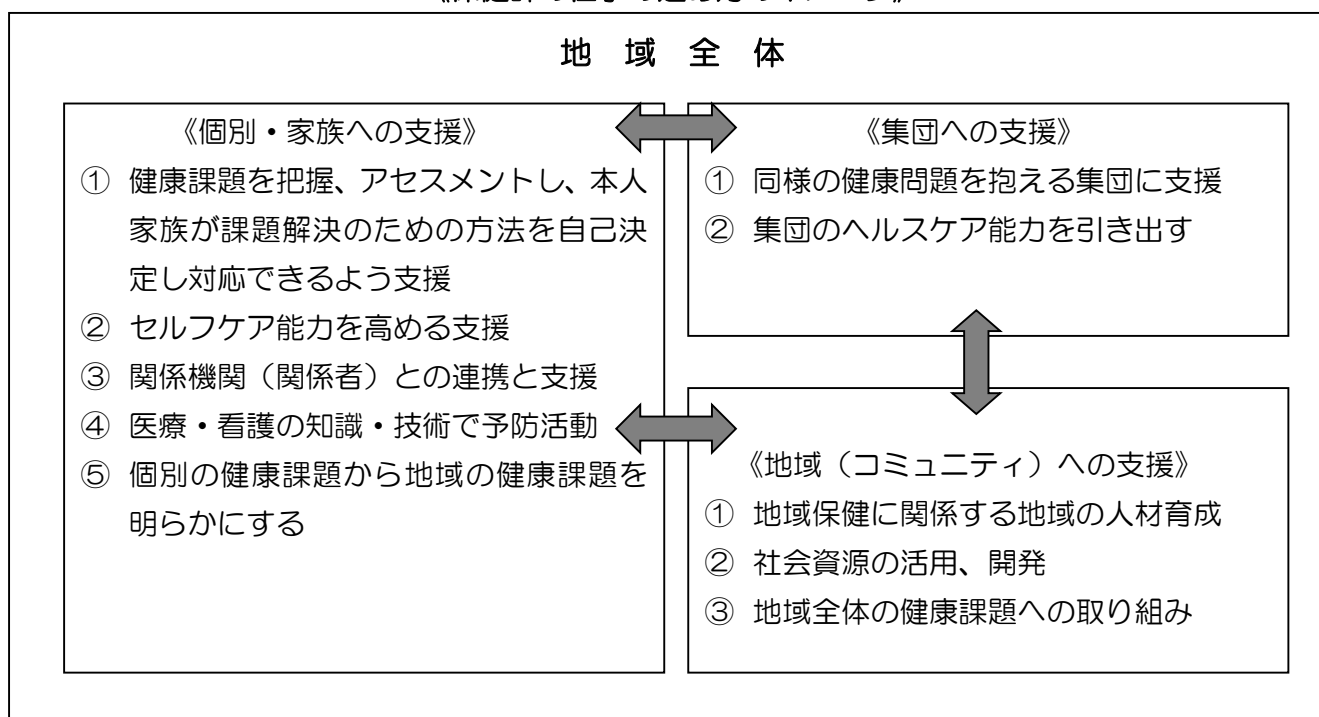 地 域 全 体
《個別・家族への支援》
① 健康課題を把握、アセスメントし、本人
家族が課題解決のための方法を自己決
定し対応できるよう支援
② セルフケア能力を高める支援
③ 関係機関（関係者）との連携と支援
④ 医療・看護の知識・技術で予防活動
⑤ 個別の健康課題から地域の健康課題を
明らかにする
《集団への支援》
① 同様の健康問題を抱える集団に支援
② 集団のヘルスケア能力を引き出す
《地域（コミュニティ）への支援》
① 地域保健に関係する地域の人材育成
② 社会資源の活用、開発
③ 地域全体の健康課題への取り組み